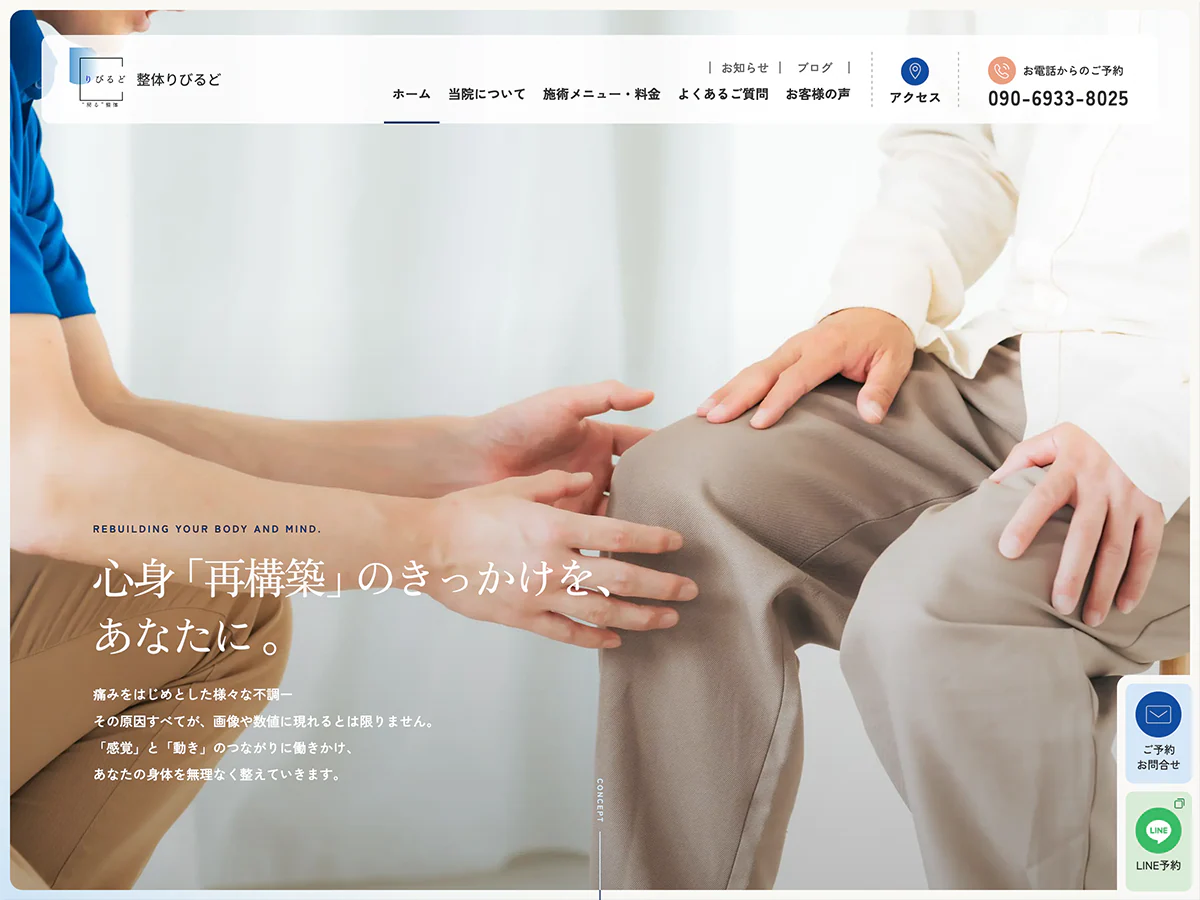 りびるど
"戻る"整体
整体りびるど
お知らせ
ブログ
ホーム
当院について
施術メニュー・料金
よくあるご質問
お客様の声
アクセス
お電話からのご予約
090-6933-8025
REBUILDING YOUR BODY AND MIND.
心身「再構築」のきっかけを、
あなたに。
痛みをはじめとした様々な不調ー
その原因すべてが、画像や数値に現れるとは限りません。
「感覚」と「動き」のつながりに働きかけ、
あなたの身体を無理なく整えていきます。
CONCEPT
ご予約
お問合せ
LINE
LINE予約